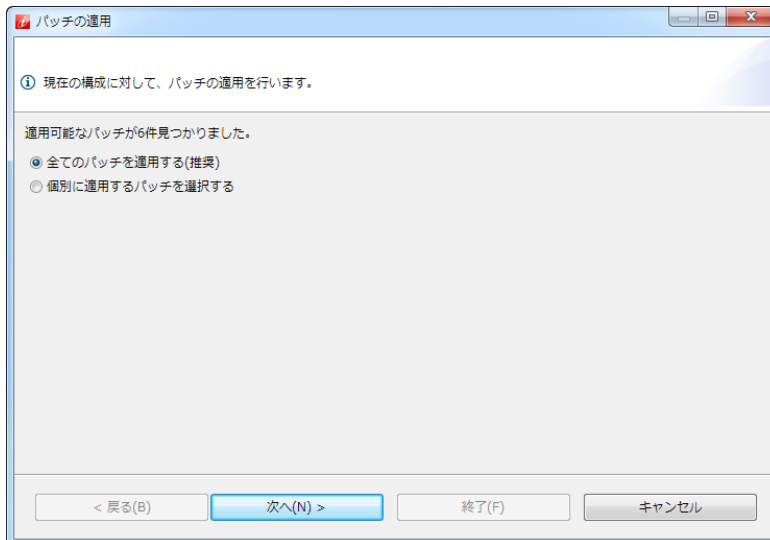 パッチの適用
現在の構成に対して、パッチの適用を行います。
適用可能なパッチが6件見つかりました。
全てのパッチを適用する(推奨)
個別に適用するパッチを選択する
< 戻る(B)
次へ(N) >
終了(F)
キャンセル